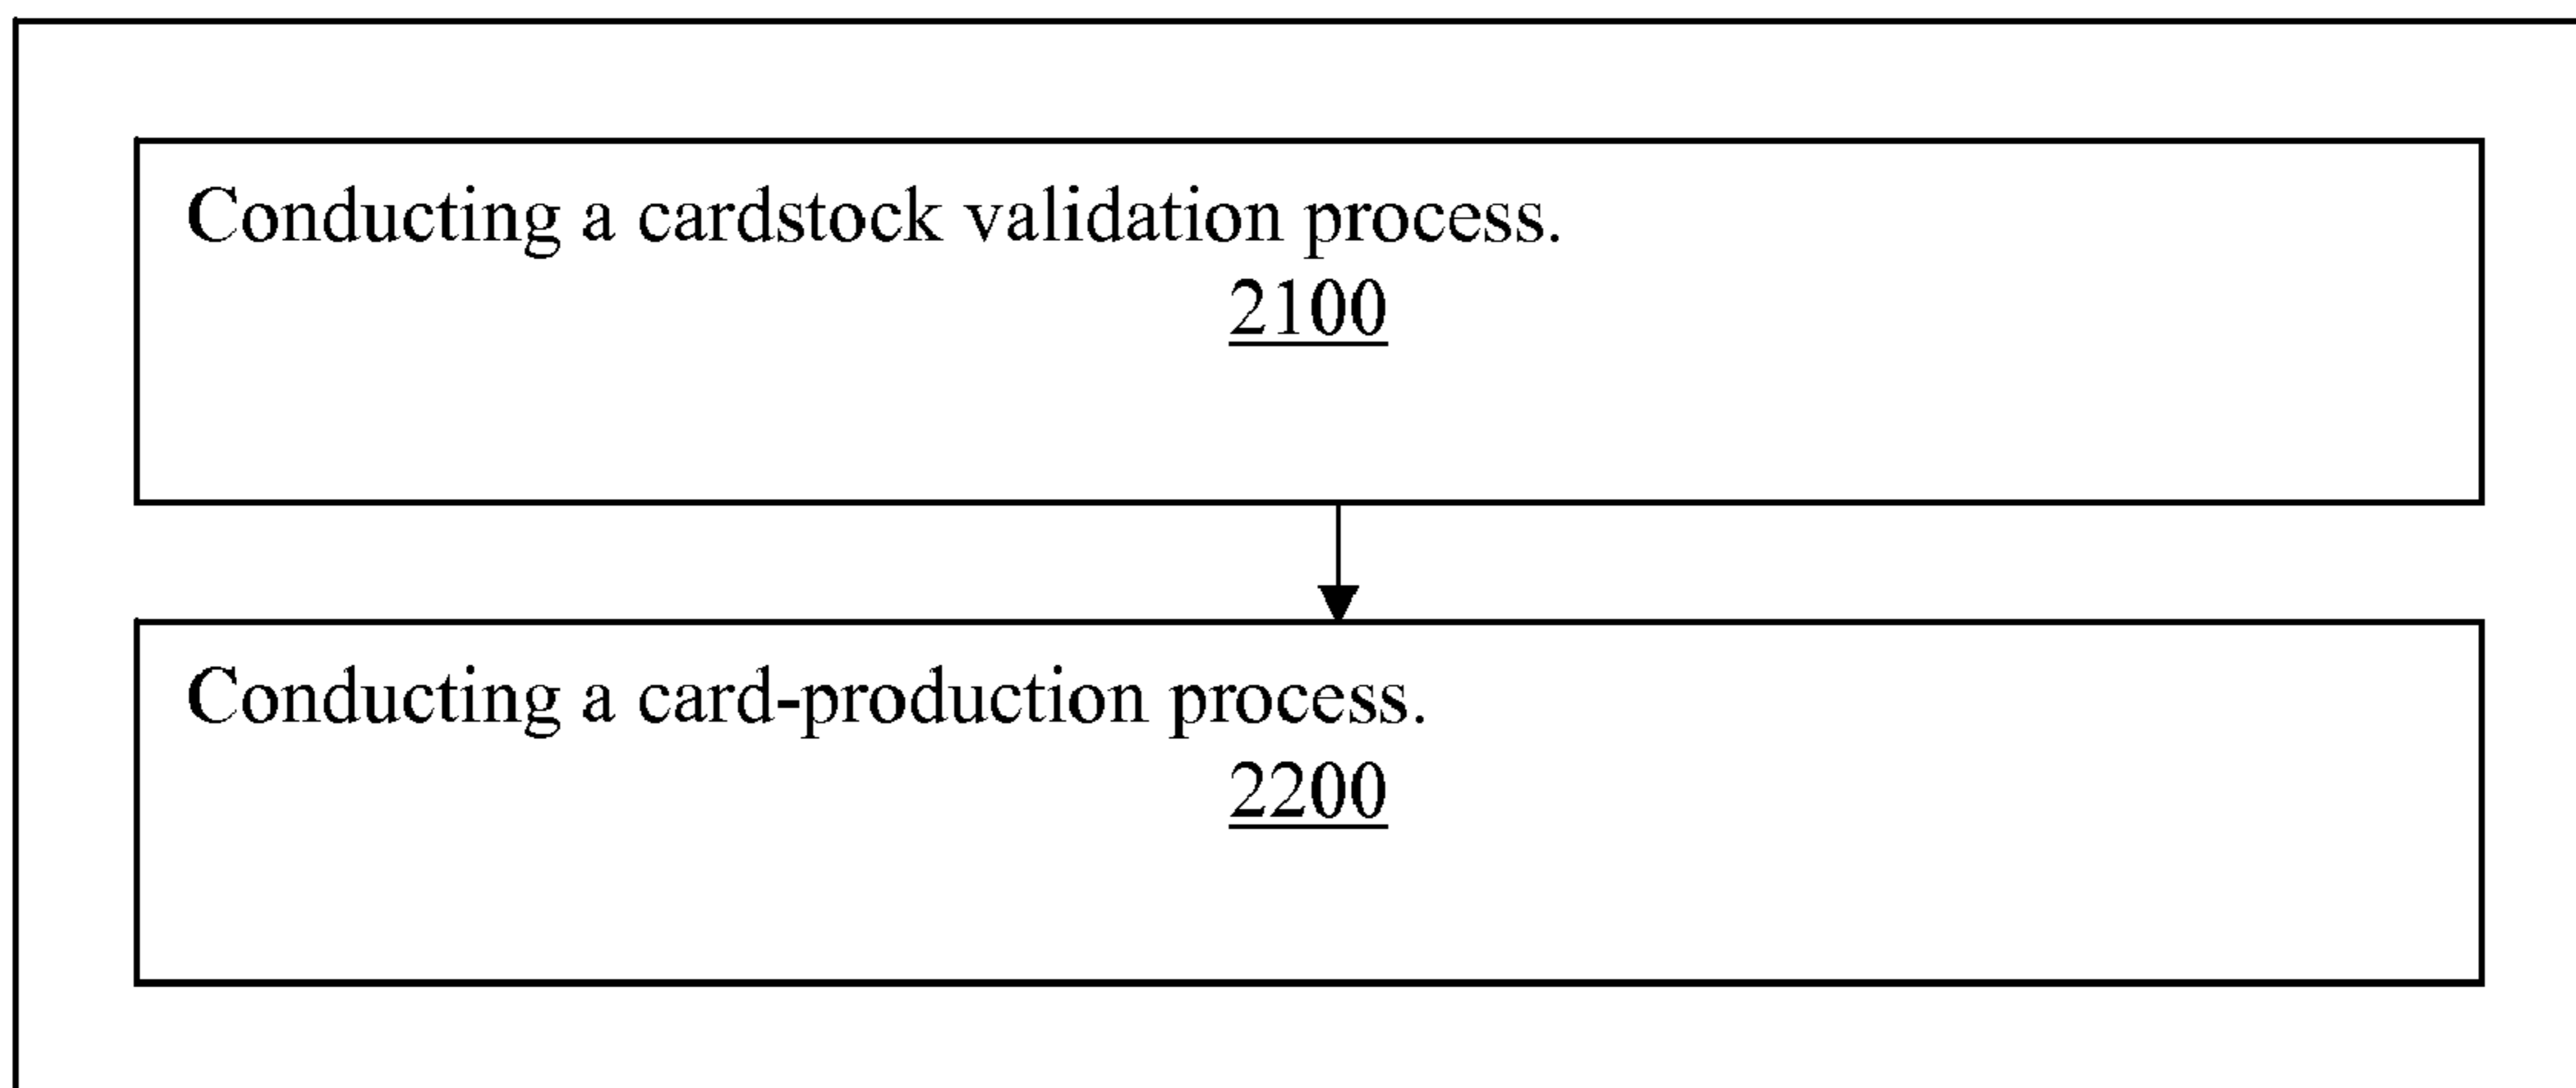 Conducting a cardstock validation process.
2100
Conducting a card-production process.
2200